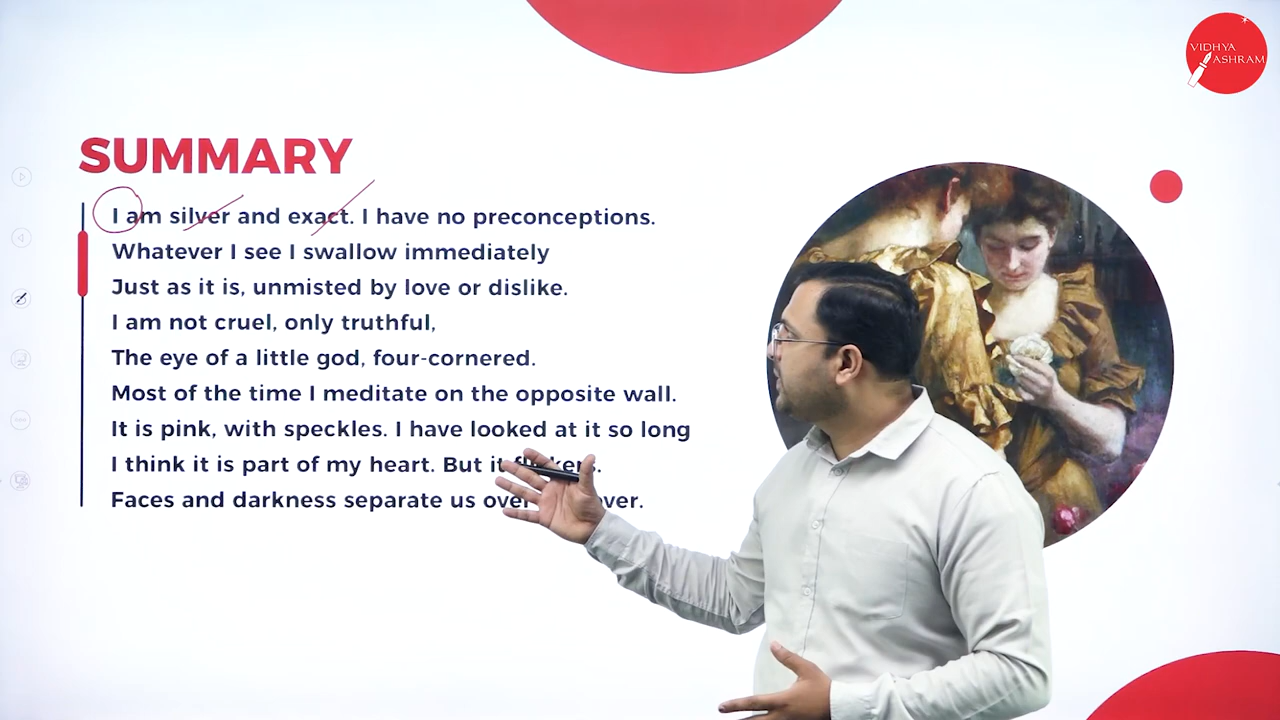 VIDHYA
ASHRAM
SUMMARY
I am silver and exact. I have no preconceptions.
Whatever I see I swallow immediately
Just as it is, unmisted by love or dislike.
I am not cruel, only truthful,
The eye of a little god, four-cornered.
Most of the time I meditate on the opposite wall.
It is pink, with speckles. I have looked at it so long
I think it is part of my heart. But it
Faces and darkness separate us over